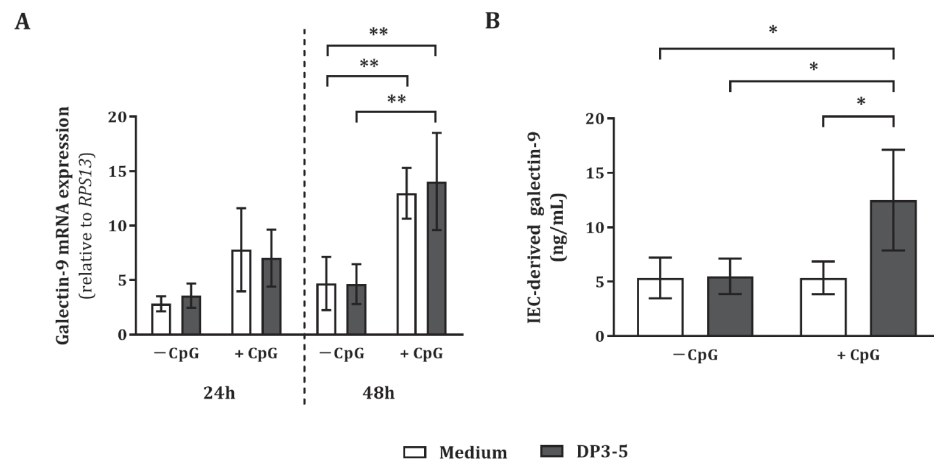 A
**
**
**
Galectin-9 mRNA expression
(relative to RPS13)
20
15
10
5
0
—CpG
+ CpG
—CpG
+ CpG
24h
48h
B
*
*
*
IEC-derived galectin-9
(ng/mL)
20
15
10
5
0
—CpG
+ CpG
Medium
DP3-5